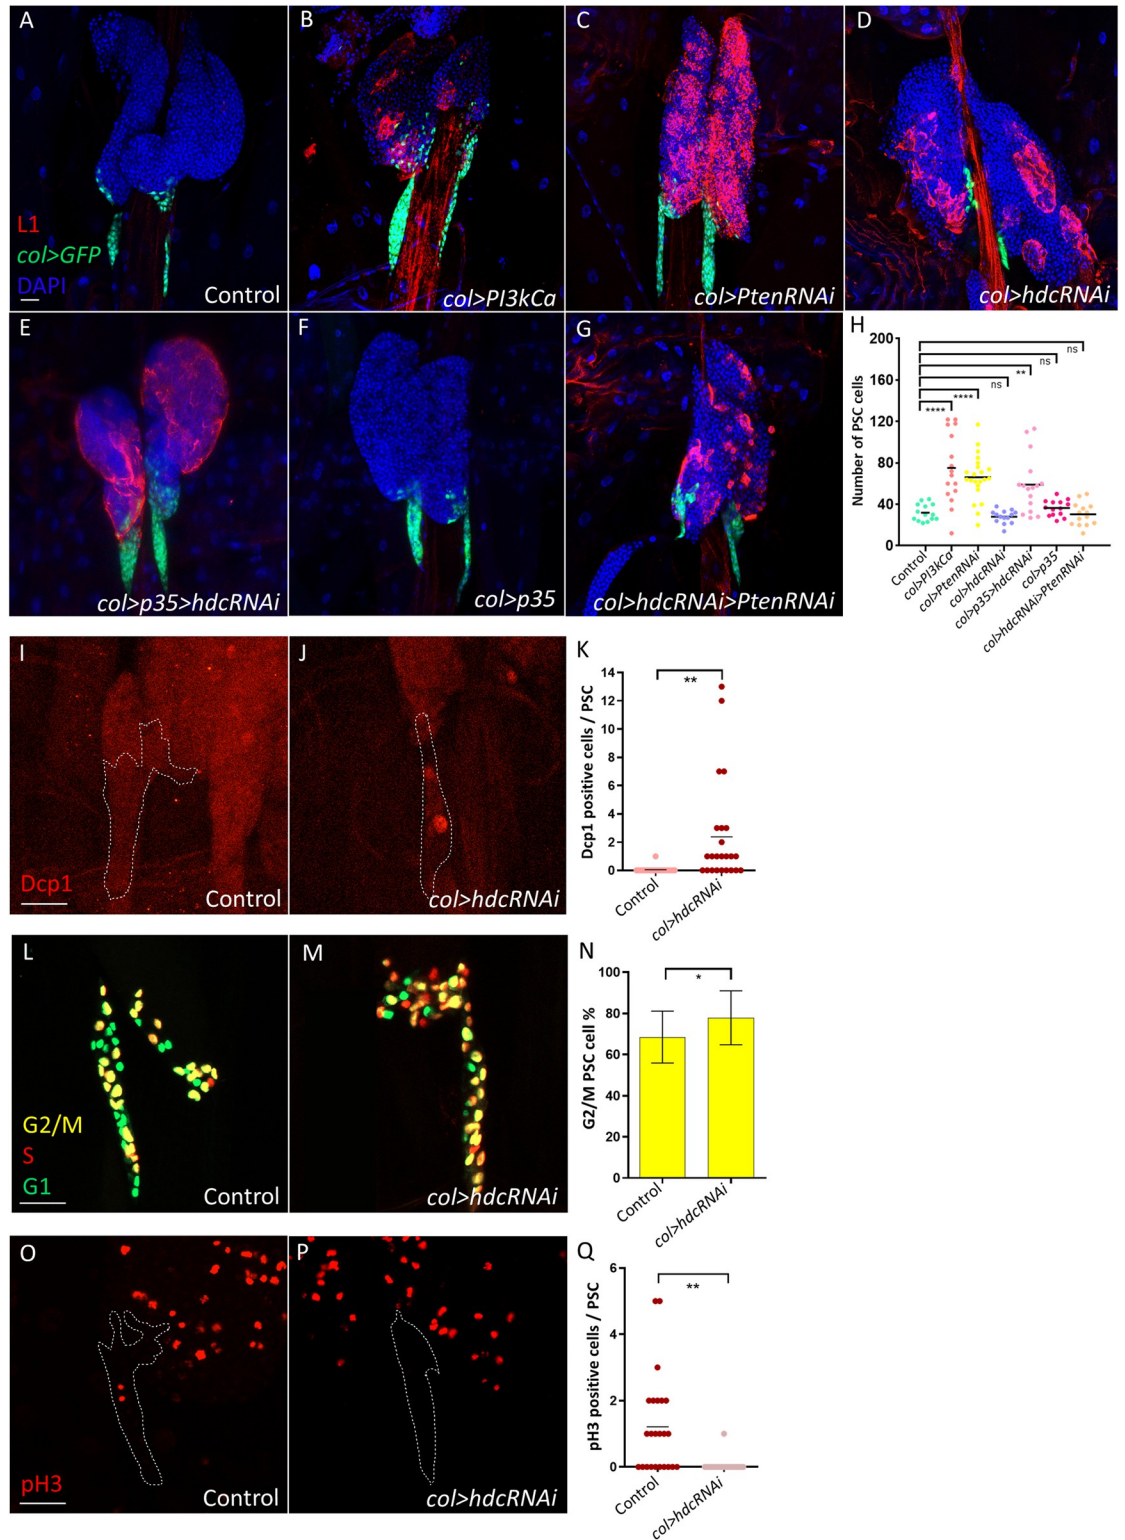 A
L1
col>GFP
DAPI
Control
B
col>PI3kCa
C
col>PtenRNAi
D
col>hdcRNAi
E
col>p35>hdcRNAi
F
col>p35
G
col>hdcRNAi>PtenRNAi
H
Number of PSC cells
200
160
120
80
40
0
ns
ns
**
ns
****
****
Control
col>PI3kCa
col>PtenRNAi
col>hdcRNAi
col>p35>hdcRNAi
col>p35
col>hdcRNAi>PtenRNAi
I
Dcp1
Control
J
col>hdcRNAi
K
Dcp1 positive cells / PSC
14
12
10
8
6
4
2
0
**
Control
col>hdcRNAi
L
G2/M
S
G1
Control
M
col>hdcRNAi
N
G2/M PSC cell %
100
80
60
40
20
0
*
Control
col>hdcRNAi
O
pH3
Control
P
col>hdcRNAi
Q
pH3 positive cells / PSC
6
4
2
0
**
Control
col>hdcRNAi